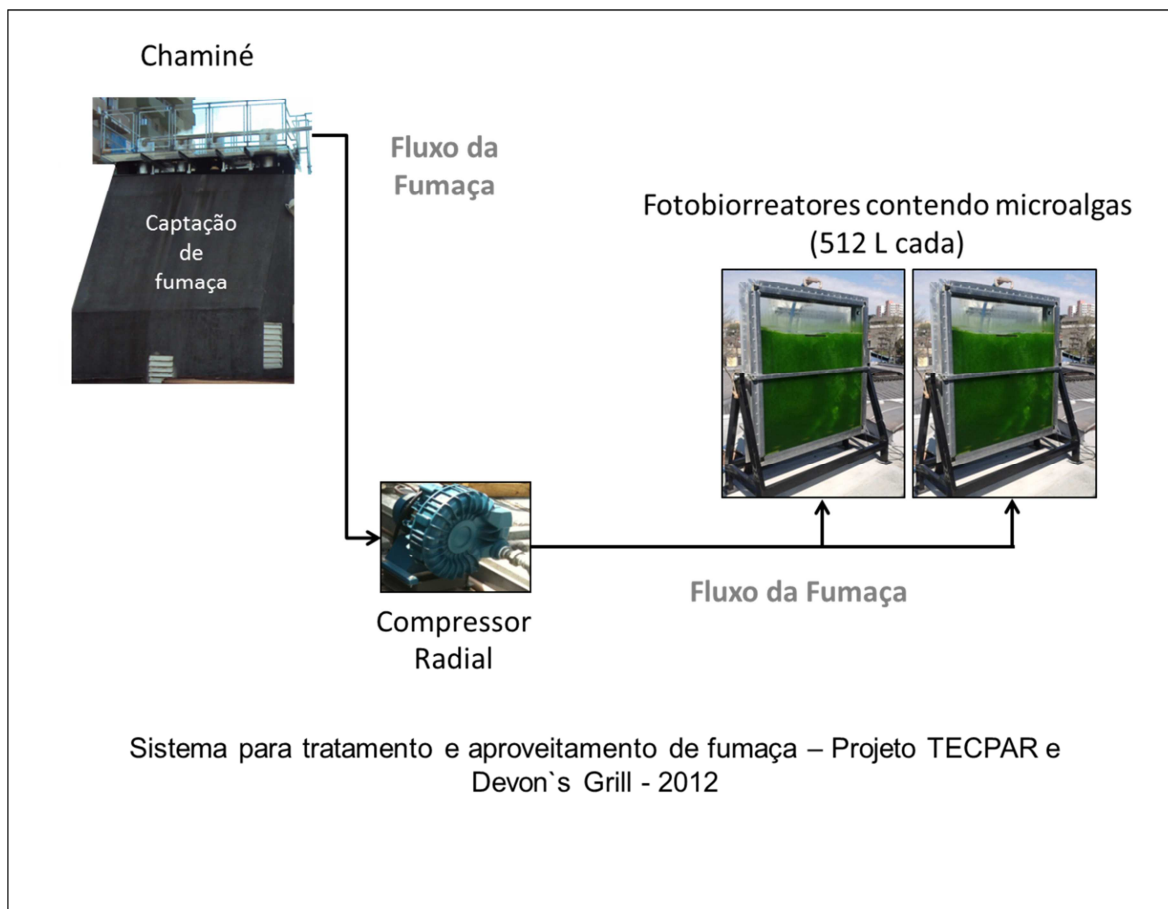 Chaminé
Captação
de
fumaça
Fluxo da
Fumaça
Fotobiorreatores contendo microalgas
(512 L cada)
Compressor
Radial
Fluxo da Fumaça
Sistema para tratamento e aproveitamento de fumaça – Projeto TECPAR e
Devon`s Grill - 2012